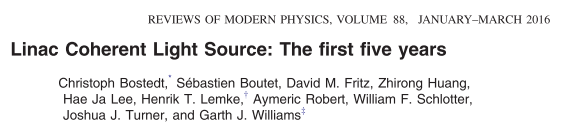 REVIEWS OF MODERN PHYSICS, VOLUME 88, JANUARY–MARCH 2016
Linac Coherent Light Source: The first five years
Christoph Bostedt,* Sébastien Boutet, David M. Fritz, Zhirong Huang,
Hae Ja Lee, Henrik T. Lemke,† Aymeric Robert, William F. Schlotter,
Joshua J. Turner, and Garth J. Williams‡